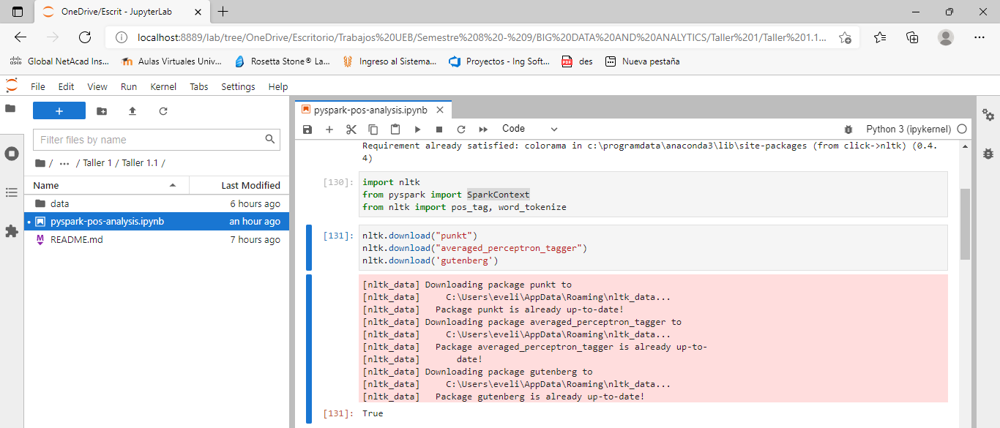 OneDrive/Escrit - JupyterLab
localhost:8889/lab/tree/OneDrive/Escritorio/Trabajos%20UEB/Semestre%208%20-%209/BIG%20DATA%20AND%20ANALYTICS/Taller%201/Taller%201.1...
Global NetAcad Ins... Aulas Virtuales Univ... Rosetta Stone® La... Ingreso al Sistema... Proyectos - Ing Soft... PDF des Nueva pestaña
File Edit View Run Kernel Tabs Settings Help
+
Filter files by name
/ ... / Taller 1 / Taller 1.1 /
Name Last Modified
data 6 hours ago
pyspark-pos-analysis.ipynb an hour ago
README.md 7 hours ago
pyspark-pos-analysis.ipynb
Code Python 3 (ipykernel)
Requirement already satisfied: colorama in c:\programdata\anaconda3\lib\site-packages (from click->nltk) (0.4.
4)
[130]: import nltk
from pyspark import SparkContext
from nltk import pos_tag, word_tokenize
[131]: nltk.download("punkt")
nltk.download("averaged_perceptron_tagger")
nltk.download('gutenberg')
[nltk_data] Downloading package punkt to
[nltk_data]     C:\Users\eveli\AppData\Roaming\nltk_data...
[nltk_data]   Package punkt is already up-to-date!
[nltk_data] Downloading package averaged_perceptron_tagger to
[nltk_data]     C:\Users\eveli\AppData\Roaming\nltk_data...
[nltk_data]   Package averaged_perceptron_tagger is already up-to-
[nltk_data]       date!
[nltk_data] Downloading package gutenberg to
[nltk_data]     C:\Users\eveli\AppData\Roaming\nltk_data...
[nltk_data]   Package gutenberg is already up-to-date!
[131]: True